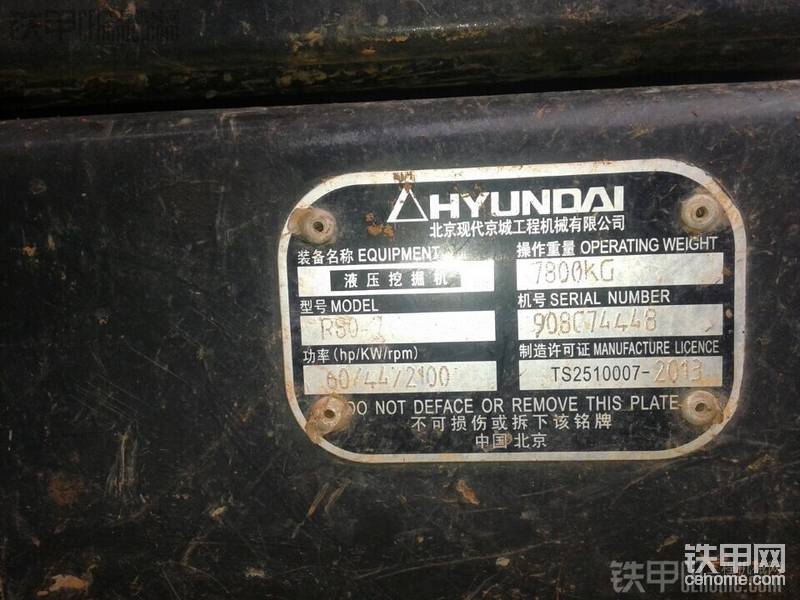 HYUNDAI
北京现代京城工程机械有限公司
装备名称 EQUIPMENT
液压挖掘机
操作重量 OPERATING WEIGHT
7800KG
型号 MODEL
R80-7
机号 SERIAL NUMBER
908C74448
功率(hp/KW/rpm)
60/44/2100
制造许可证 MANUFACTURE LICENCE
TS2510007-2013
DO NOT DEFACE OR REMOVE THIS PLATE
不可损伤或拆下该铭牌
中国 北京
铁甲网
cehome.com